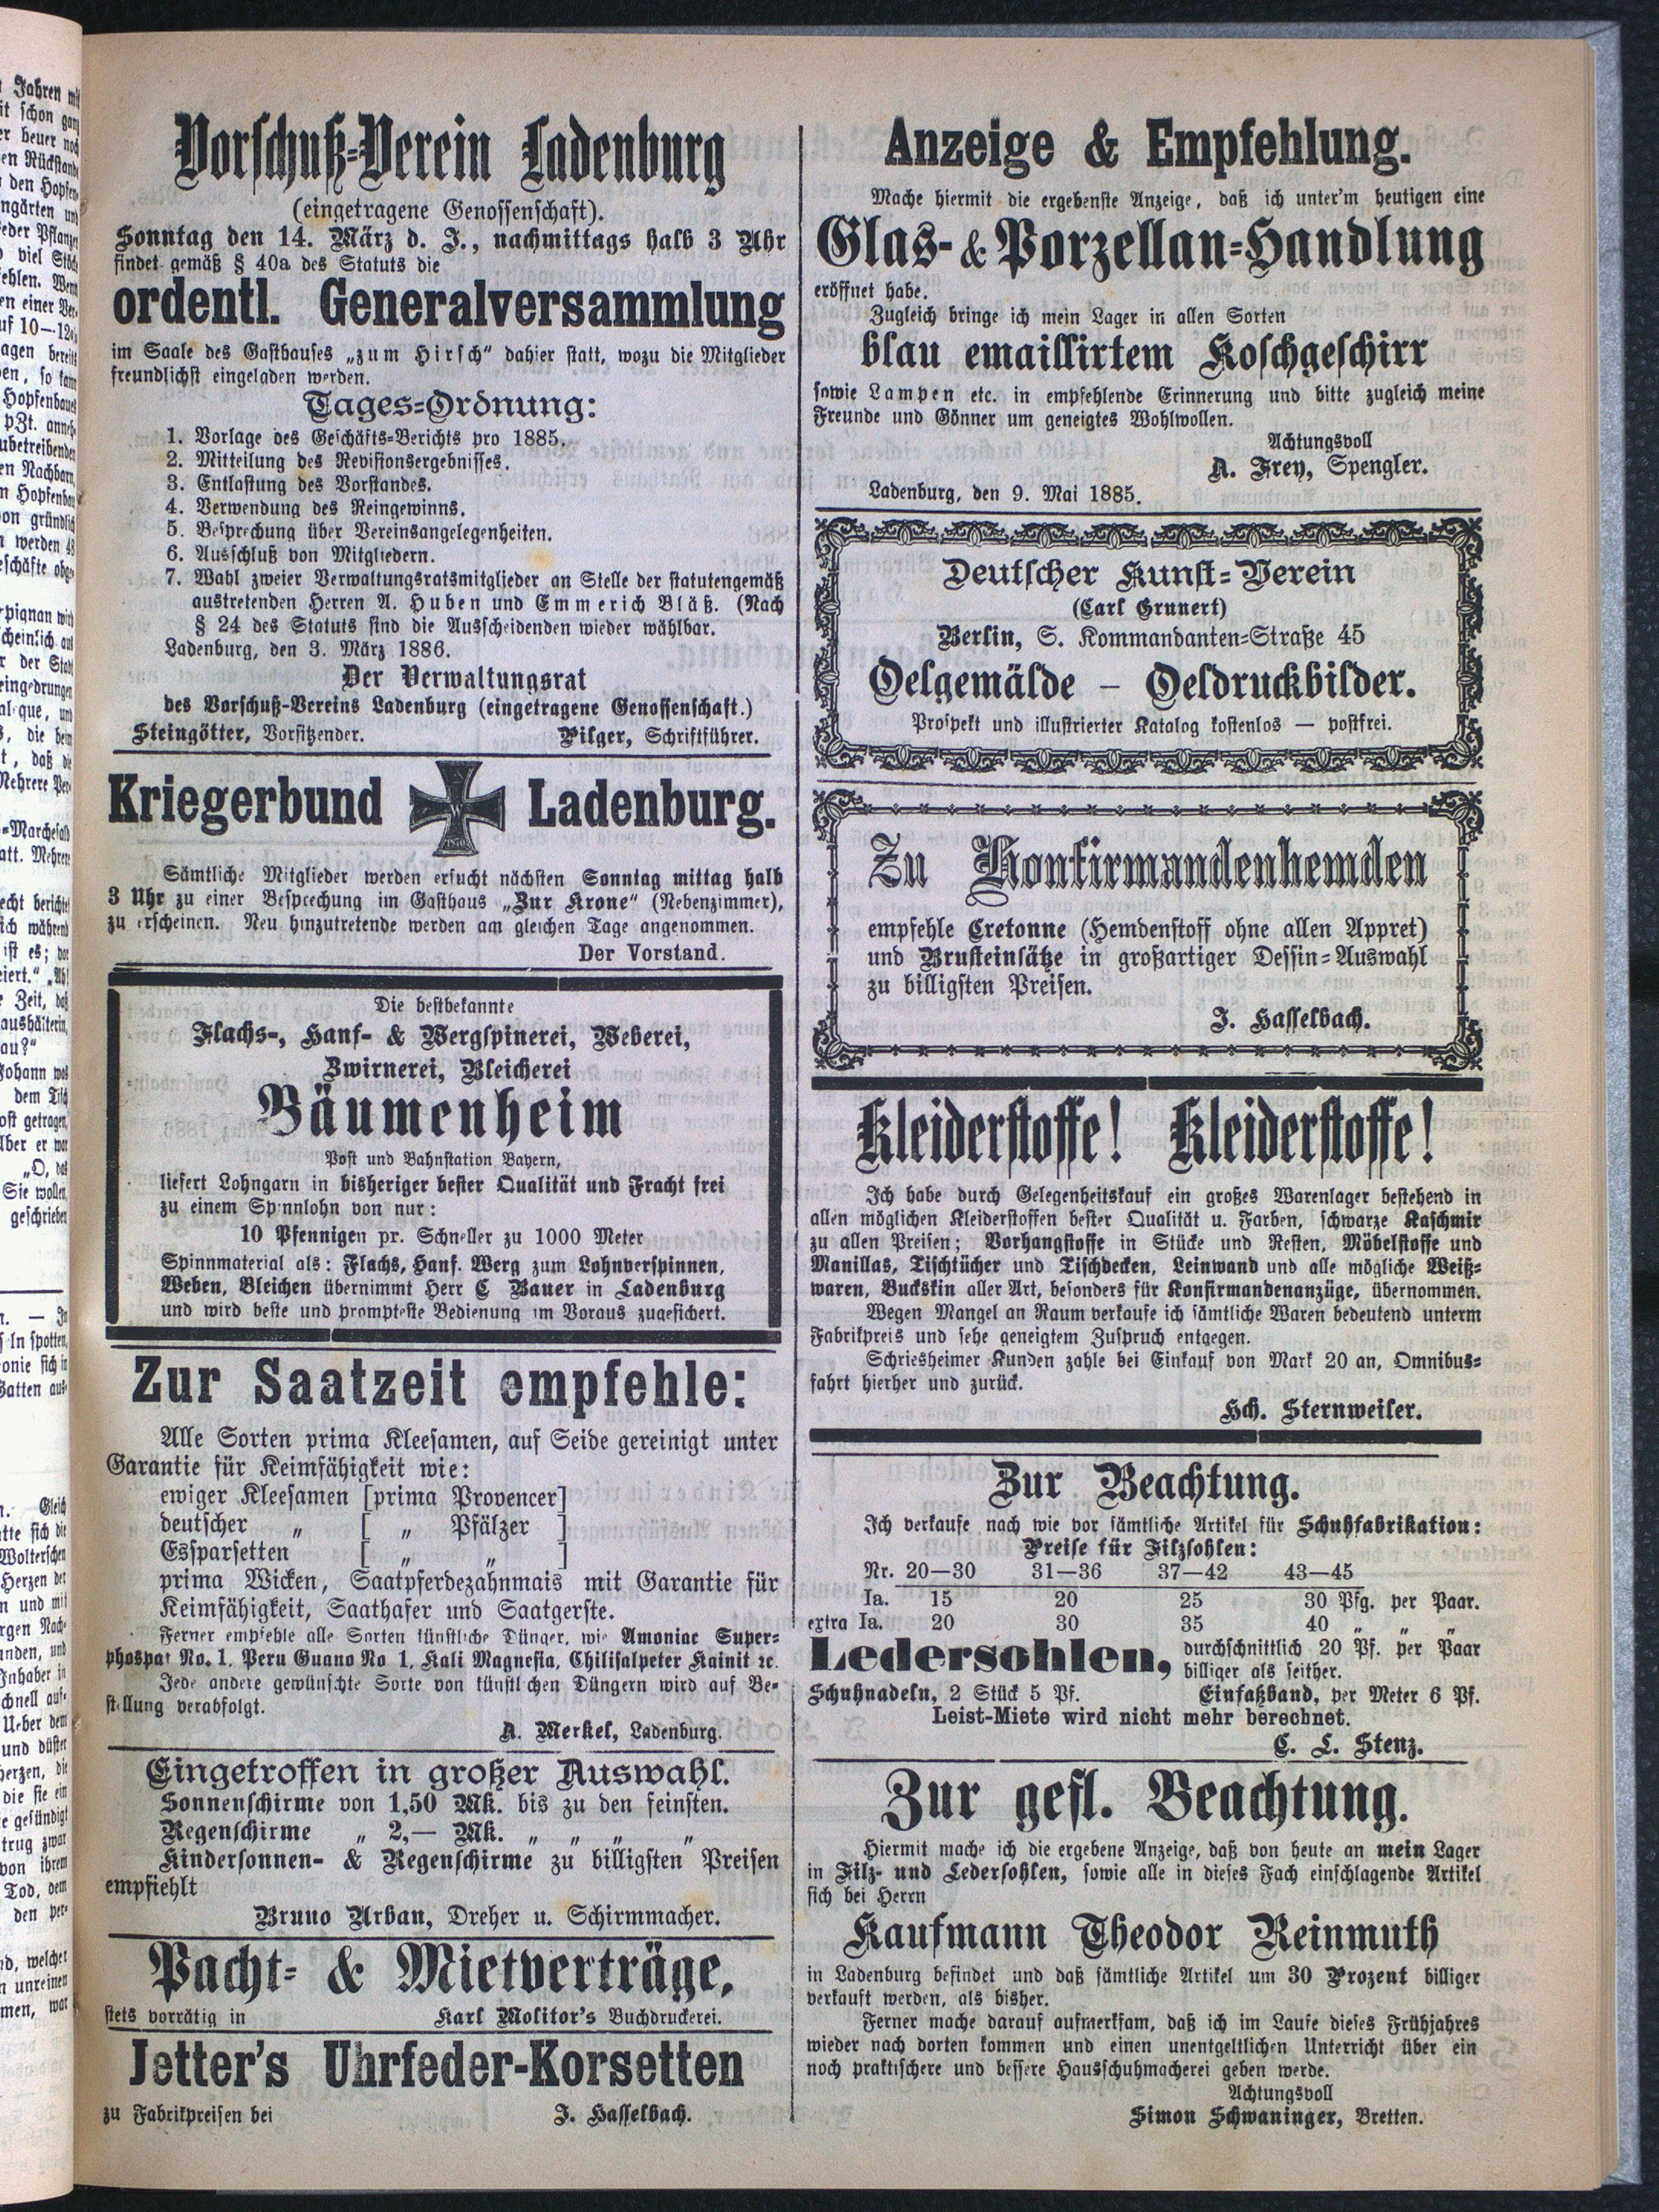 Vorschuß-Verein Ladenburg
(eingetragene Genossenschaft).
Sonntag den 14. März d. J., nachmittags halb 3 Uhr
findet gemäß § 40a des Statuts die
ordentl. Generalversammlung
im Saale des Gasthauses „zum Hirsch“ dahier statt, wozu die Mitglieder
freundlichst eingeladen werden.
Tages-Ordnung:
1. Vorlage des Geschäfts-Berichts pro 1885.
2. Mitteilung des Revisionsergebnisses.
3. Entlastung des Vorstandes.
4. Verwendung des Reingewinns.
5. Besprechung über Vereinsangelegenheiten.
6. Ausschluß von Mitgliedern.
7. Wahl zweier Verwaltungsratsmitglieder an Stelle der statutengemäß
austretenden Herren A. Huben und Emmerich Bläß. (Nach
§ 24 des Statuts sind die Ausscheidenden wieder wählbar.
Ladenburg, den 3. März 1886.
Der Verwaltungsrat
des Vorschuß-Vereins Ladenburg (eingetragene Genossenschaft.)
Steingötter, Vorsitzender. Pilger, Schriftführer.
Kriegerbund Ladenburg.
Sämtliche Mitglieder werden ersucht nächsten Sonntag mittag halb
3 Uhr zu einer Besprechung im Gasthaus „Zur Krone“ (Nebenzimmer),
zu erscheinen. Neu hinzutretende werden am gleichen Tage angenommen.
Der Vorstand.
Die bestbekannte
Flachs-, Hanf- & Wergspinerei, Weberei,
Zwirnerei, Bleicherei
Bäumenheim
Post und Bahnstation Bayern,
liefert Lohngarn in bisheriger bester Qualität und Fracht frei
zu einem Spinnlohn von nur:
10 Pfennigen pr. Schneller zu 1000 Meter
Spinnmaterial als: Flachs, Hanf. Werg zum Lohnverspinnen,
Weben, Bleichen übernimmt Herr C Bauer in Ladenburg
und wird beste und prompteste Bedienung im Voraus zugesichert.
Zur Saatzeit empfehle:
Alle Sorten prima Kleesamen, auf Seide gereinigt unter
Garantie für Keimfähigkeit wie:
ewiger Kleesamen [prima Provencer]
deutscher „ [ „ Pfälzer ]
Essparsetten [ „ „ ]
prima Wicken, Saatpferdezahnmais mit Garantie für
Keimfähigkeit, Saathafer und Saatgerste.
Ferner empfehle alle Sorten künstliche Dünger, wie Amoniac Super-
phospat No. 1, Peru Guano No 1, Kali Magnesia, Chilisalpeter Kainit ꝛc.
Jede andere gewünschte Sorte von künstlichen Düngern wird auf Be-
stellung verabfolgt.
A. Merkel, Ladenburg.
Eingetroffen in großer Auswahl.
Sonnenschirme von 1,50 Mk. bis zu den feinsten.
Regenschirme „ 2,— Mk. „ „ „ „
Kindersonnen- & Regenschirme zu billigsten Preisen
empfiehlt
Bruno Urban, Dreher u. Schirmmacher.
Pacht- & Mietverträge,
stets vorrätig in Karl Molitor's Buchdruckerei.
Jetter's Uhrfeder-Korsetten
zu Fabrikpreisen bei J. Hasselbach.
Anzeige & Empfehlung.
Mache hiermit die ergebenste Anzeige, daß ich unter'm heutigen eine
Glas- & Porzellan-Handlung
eröffnet habe.
Zugleich bringe ich mein Lager in allen Sorten
blau emaillirtem Koschgeschirr
sowie Lampen etc. in empfehlende Erinnerung und bitte zugleich meine
Freunde und Gönner um geneigtes Wohlwollen.
Achtungsvoll
A. Frey, Spengler.
Ladenburg, den 9. Mai 1885.
Deutscher Kunst-Verein
(Carl Grunert)
Berlin, S. Kommandanten-Straße 45
Oelgemälde – Oeldruckbilder.
Prospekt und illustrierter Katalog kostenlos — postfrei.
Zu Konfirmandenhemden
empfehle Cretonne (Hemdenstoff ohne allen Appret)
und Brusteinsätze in großartiger Dessin-Auswahl
zu billigsten Preisen.
J. Hasselbach.
Kleiderstoffe! Kleiderstoffe!
Ich habe durch Gelegenheitskauf ein großes Warenlager bestehend in
allen möglichen Kleiderstoffen bester Qualität u. Farben, schwarze Kaschmir
zu allen Preisen; Vorhangstoffe in Stücke und Resten, Möbelstoffe und
Manillas, Tischtücher und Tischdecken, Leinwand und alle mögliche Weiß-
waren, Buckskin aller Art, besonders für Konfirmandenanzüge, übernommen.
Wegen Mangel an Raum verkaufe ich sämtliche Waren bedeutend unterm
Fabrikpreis und sehe geneigtem Zuspruch entgegen.
Schriesheimer Kunden zahle bei Einkauf von Mark 20 an, Omnibus-
fahrt hierher und zurück.
Hch. Sternweiler.
Zur Beachtung.
Ich verkaufe nach wie vor sämtliche Artikel für Schuhfabrikation:
Preise für Filzsohlen:
Nr. 20—30 31—36 37—42 43—45
Ia. 15 20 25 30 Pfg. per Paar.
extra Ia. 20 30 35 40 „ „ „
Ledersohlen, durchschnittlich 20 Pf. per Paar
billiger als seither.
Schuhnadeln, 2 Stück 5 Pf. Einfaßband, per Meter 6 Pf.
Leist-Miete wird nicht mehr berechnet.
C. L. Stenz.
Zur gefl. Beachtung.
Hiermit mache ich die ergebene Anzeige, daß von heute an mein Lager
in Filz- und Ledersohlen, sowie alle in dieses Fach einschlagende Artikel
sich bei Herrn
Kaufmann Theodor Reinmuth
in Ladenburg befindet und daß sämtliche Artikel um 30 Prozent billiger
verkauft werden, als bisher.
Ferner mache darauf aufmerksam, daß ich im Laufe dieses Frühjahres
wieder nach dorten kommen und einen unentgeltlichen Unterricht über ein
noch praktischere und bessere Hausschuhmacherei geben werde.
Achtungsvoll
Simon Schwaninger, Bretten.